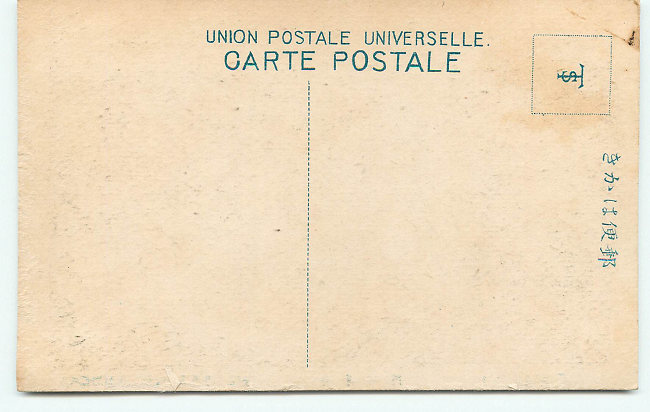 UNION POSTALE UNIVERSELLE.
CARTE POSTALE
郵便はかき